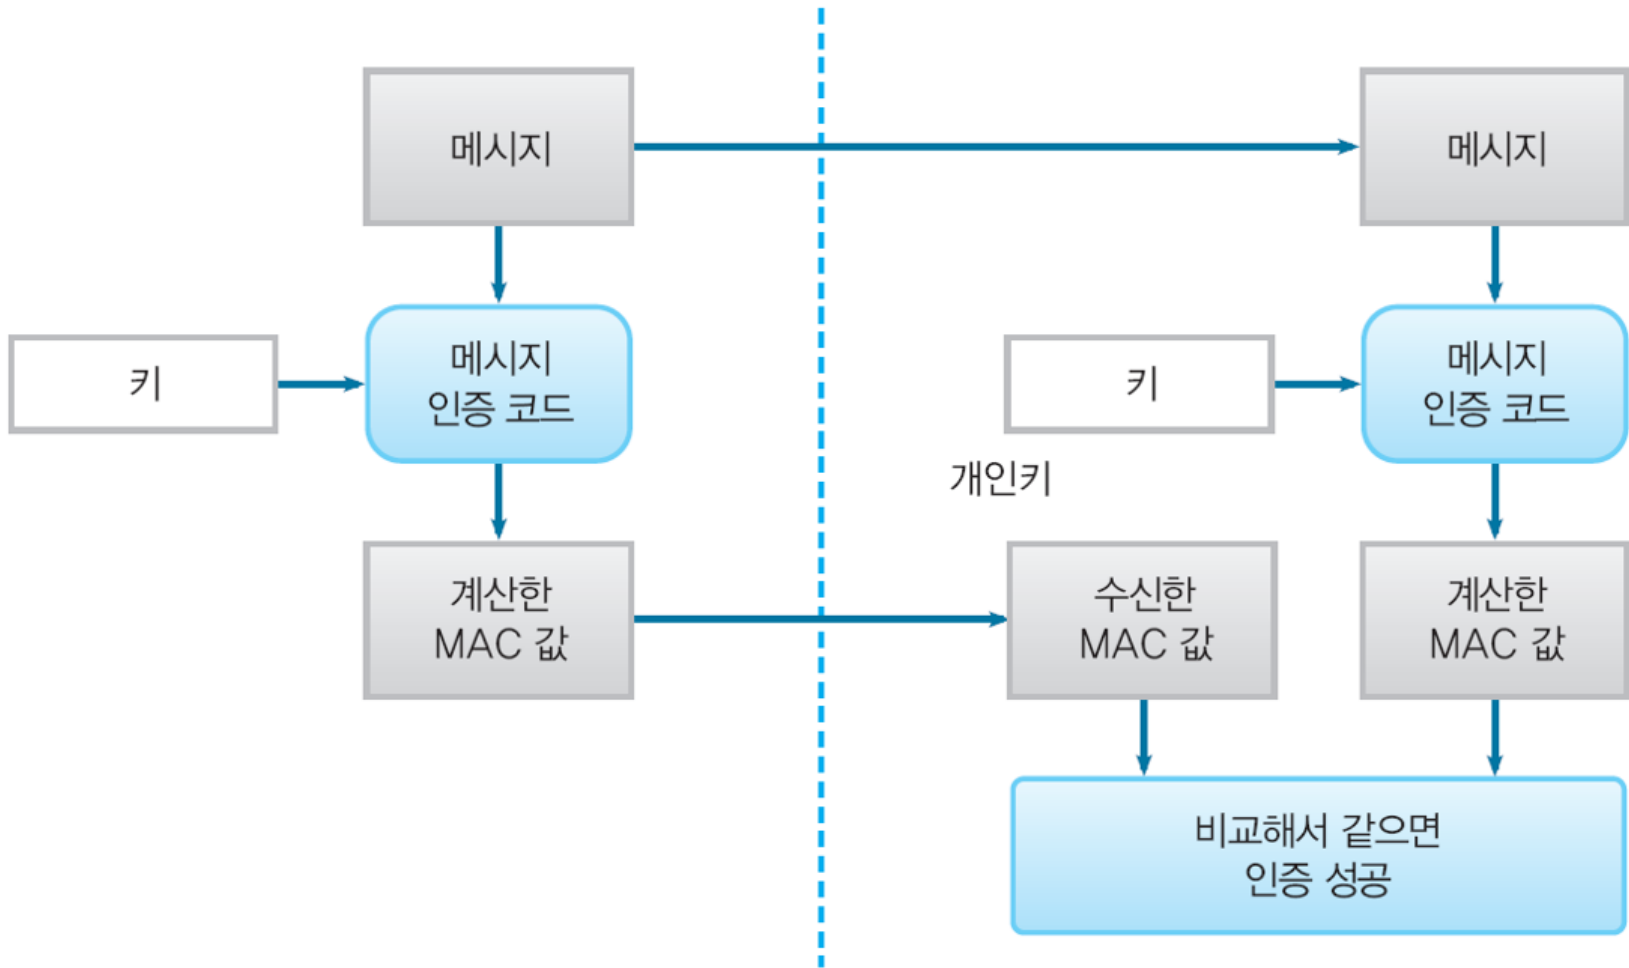 메시지
메시지
키
메시지
인증 코드
키
메시지
인증 코드
개인키
계산한
MAC 값
수신한
MAC 값
계산한
MAC 값
비교해서 같으면
인증 성공